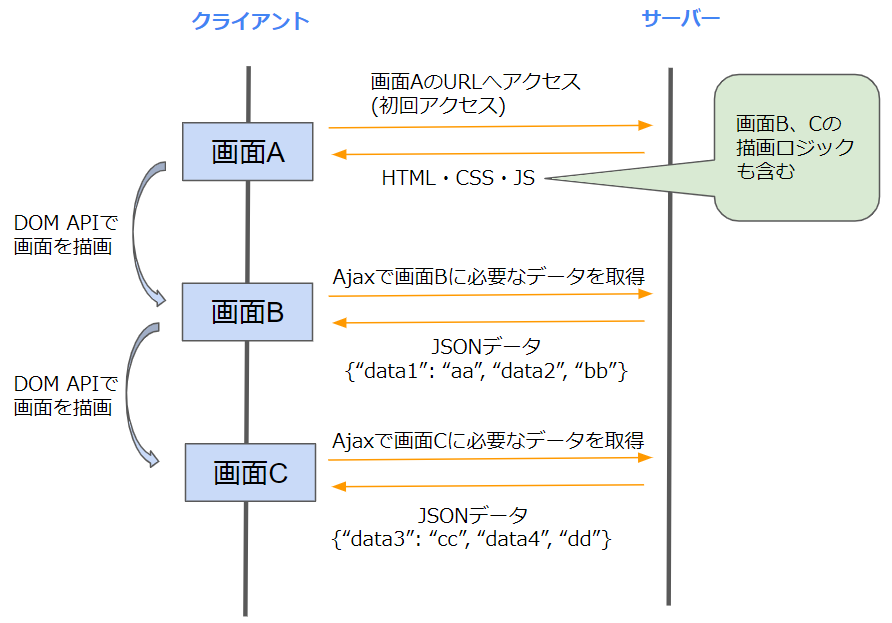 クライアント
サーバー
画面AのURLへアクセス
(初回アクセス)
画面B、Cの
描画ロジック
も含む
画面A
HTML・CSS・JS
DOM APIで
画面を描画
Ajaxで画面Bに必要なデータを取得
画面B
JSONデータ
{“data1”: “aa”, “data2”, “bb”}
DOM APIで
画面を描画
Ajaxで画面Cに必要なデータを取得
画面C
JSONデータ
{“data3”: “cc”, “data4”, “dd”}